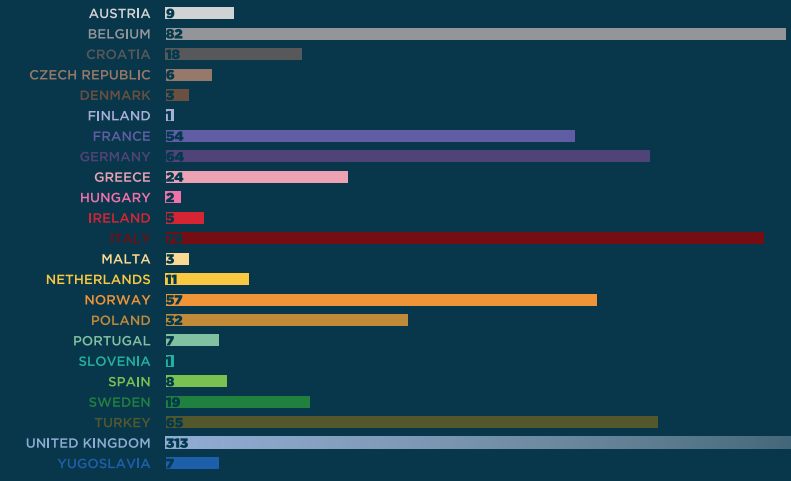 AUSTRIA 9
BELGIUM 82
CROATIA 18
CZECH REPUBLIC 6
DENMARK 3
FINLAND 1
FRANCE 54
GERMANY 64
GREECE 24
HUNGARY 2
IRELAND 5
ITALY 79
MALTA 3
NETHERLANDS 11
NORWAY 57
POLAND 32
PORTUGAL 7
SLOVENIA 1
SPAIN 8
SWEDEN 19
TURKEY 65
UNITED KINGDOM 313
YUGOSLAVIA 7